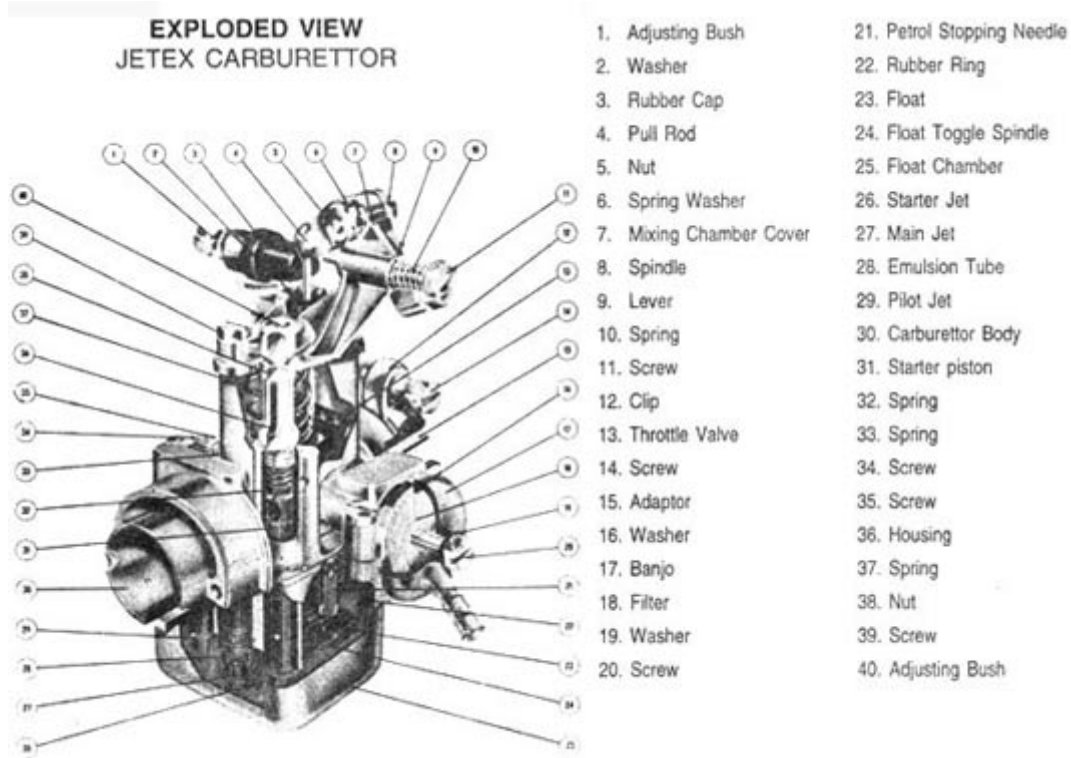 EXPLODED VIEW
JETEX CARBURETTOR
1. Adjusting Bush
2. Washer
3. Rubber Cap
4. Pull Rod
5. Nut
6. Spring Washer
7. Mixing Chamber Cover
8. Spindle
9. Lever
10. Spring
11. Screw
12. Clip
13. Throttle Valve
14. Screw
15. Adaptor
16. Washer
17. Banjo
18. Filter
19. Washer
20. Screw
21. Petrol Stopping Needle
22. Rubber Ring
23. Float
24. Float Toggle Spindle
25. Float Chamber
26. Starter Jet
27. Main Jet
28. Emulsion Tube
29. Pilot Jet
30. Carburettor Body
31. Starter piston
32. Spring
33. Spring
34. Screw
35. Screw
36. Housing
37. Spring
38. Nut
39. Screw
40. Adjusting Bush